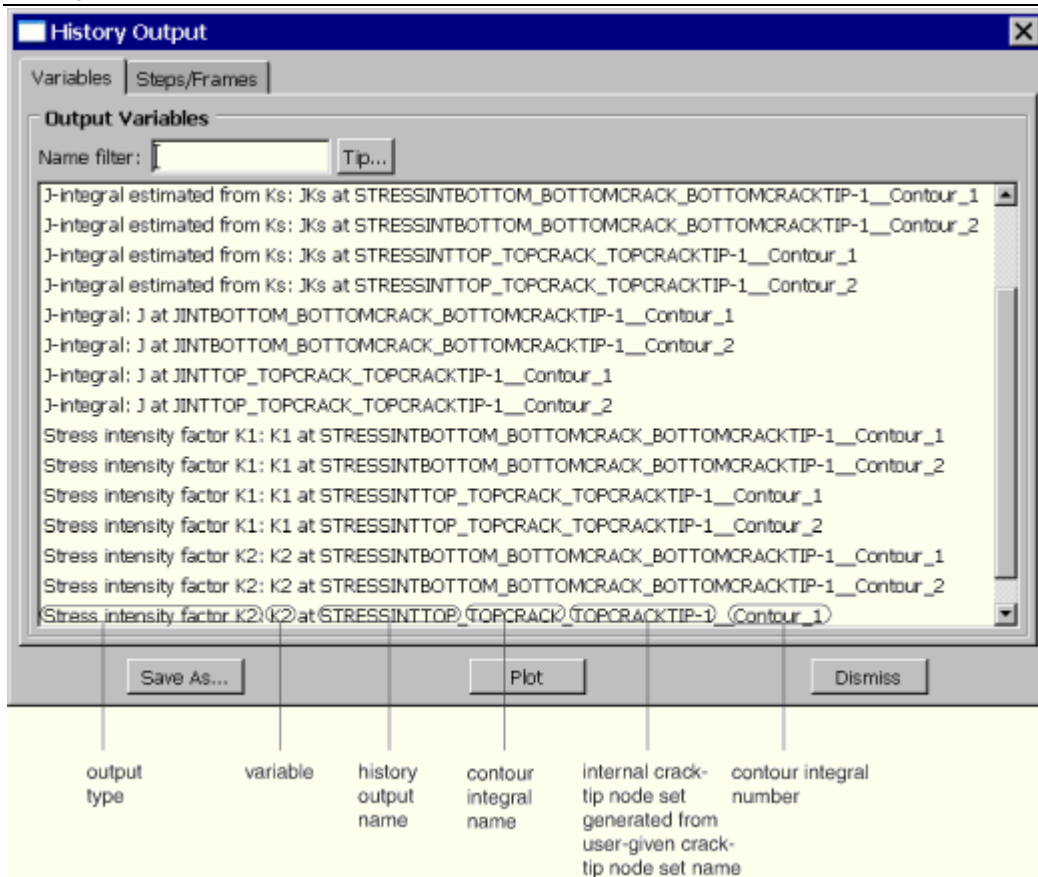 History Output
Variables Steps/Frames
Output Variables
Name filter: Tip...
J-integral estimated from Ks: JKs at STRESSINTBOTTOM_BOTTOMCRACK_BOTTOMCRACKTIP-1__Contour_1
J-integral estimated from Ks: JKs at STRESSINTBOTTOM_BOTTOMCRACK_BOTTOMCRACKTIP-1__Contour_2
J-integral estimated from Ks: JKs at STRESSINTTOP_TOPCRACK_TOPCRACKTIP-1__Contour_1
J-integral estimated from Ks: JKs at STRESSINTTOP_TOPCRACK_TOPCRACKTIP-1__Contour_2
J-integral: J at JINTBOTTOM_BOTTOMCRACK_BOTTOMCRACKTIP-1__Contour_1
J-integral: J at JINTBOTTOM_BOTTOMCRACK_BOTTOMCRACKTIP-1__Contour_2
J-integral: J at JINTTOP_TOPCRACK_TOPCRACKTIP-1__Contour_1
J-integral: J at JINTTOP_TOPCRACK_TOPCRACKTIP-1__Contour_2
Stress intensity factor K1: K1 at STRESSINTBOTTOM_BOTTOMCRACK_BOTTOMCRACKTIP-1__Contour_1
Stress intensity factor K1: K1 at STRESSINTBOTTOM_BOTTOMCRACK_BOTTOMCRACKTIP-1__Contour_2
Stress intensity factor K1: K1 at STRESSINTTOP_TOPCRACK_TOPCRACKTIP-1__Contour_1
Stress intensity factor K1: K1 at STRESSINTTOP_TOPCRACK_TOPCRACKTIP-1__Contour_2
Stress intensity factor K2: K2 at STRESSINTBOTTOM_BOTTOMCRACK_BOTTOMCRACKTIP-1__Contour_1
Stress intensity factor K2: K2 at STRESSINTBOTTOM_BOTTOMCRACK_BOTTOMCRACKTIP-1__Contour_2
Stress intensity factor K2: K2 at STRESSINTTOP_TOPCRACK_TOPCRACKTIP-1__Contour_1
Save As... Plot Dismiss
output
type
variable
history
output
name
contour
integral
name
internal crack-
tip node set
generated from
user-given crack-
tip node set name
contour integral
number